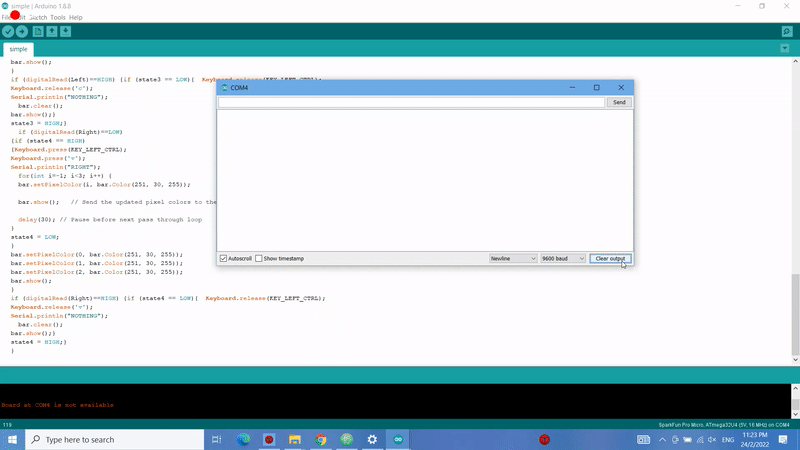 simple | Arduino 1.8.8
File Edit Sketch Tools Help
simple
bar.show();
}
if (digitalRead(Left)==HIGH) {if (state3 == LOW){  Keyboard.release(KEY_LEFT_CTRL);
Keyboard.release('c');
Serial.println("NOTHING");
bar.clear();
bar.show();}
state3 = HIGH;}
if (digitalRead(Right)==LOW)
{if (state4 == HIGH)
{Keyboard.press(KEY_LEFT_CTRL);
Keyboard.press('v');
Serial.println("RIGHT");
for(int i=-1; i<3; i++) {
bar.setPixelColor(i, bar.Color(251, 30, 255));
bar.show();   // Send the updated pixel colors to the
delay(30); // Pause before next pass through loop
}
state4 = LOW;
}
bar.setPixelColor(0, bar.Color(251, 30, 255));
bar.setPixelColor(1, bar.Color(251, 30, 255));
bar.setPixelColor(2, bar.Color(251, 30, 255));
bar.show();
}
if (digitalRead(Right)==HIGH) {if (state4 == LOW){  Keyboard.release(KEY_LEFT_CTRL);
Keyboard.release('v');
Serial.println("NOTHING");
bar.clear();
bar.show();}
state4 = HIGH;}
}
COM4
Send
Autoscroll
Show timestamp
Newline
9600 baud
Clear output
Board at COM4 is not available
119
SparkFun Pro Micro, ATmega32U4 (5V, 16 MHz) on COM4
Type here to search
ENG
11:23 PM
24/2/2022